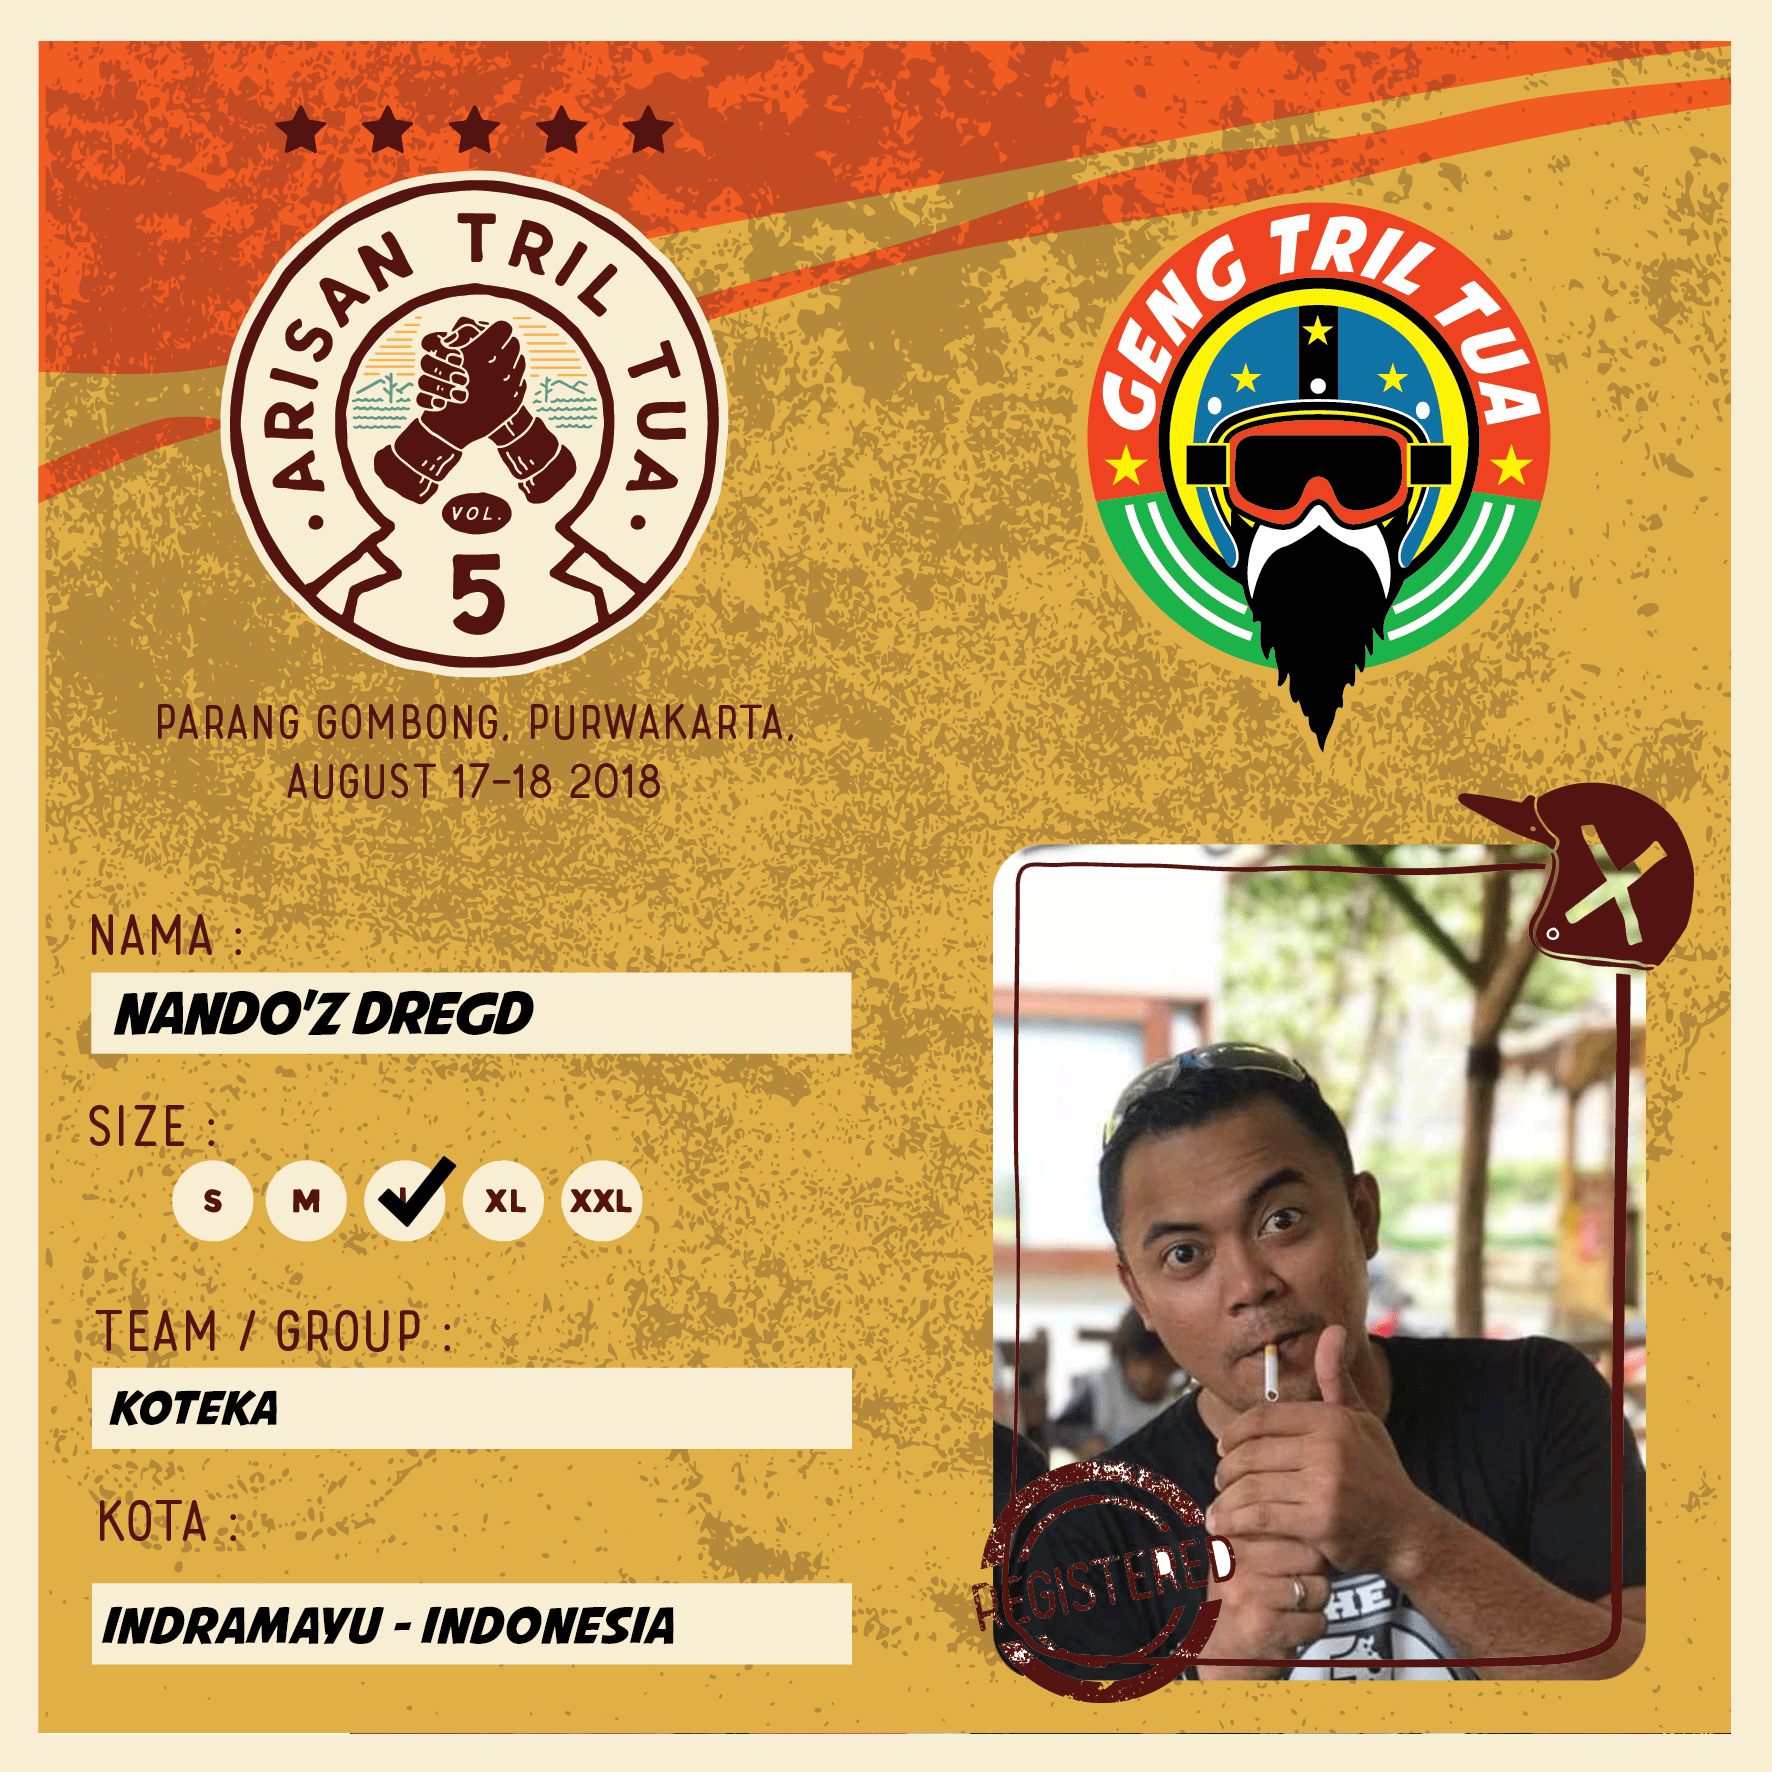 ARISAN TRIL TUA
VOL.
5
GENG TRIL TUA
PARANG GOMBONG, PURWAKARTA,
AUGUST 17-18 2018
NAMA :
NANDO'Z DREGD
SIZE :
S M L XL XXL
TEAM / GROUP :
KOTEKA
KOTA :
INDRAMAYU - INDONESIA
REGISTERED
HE